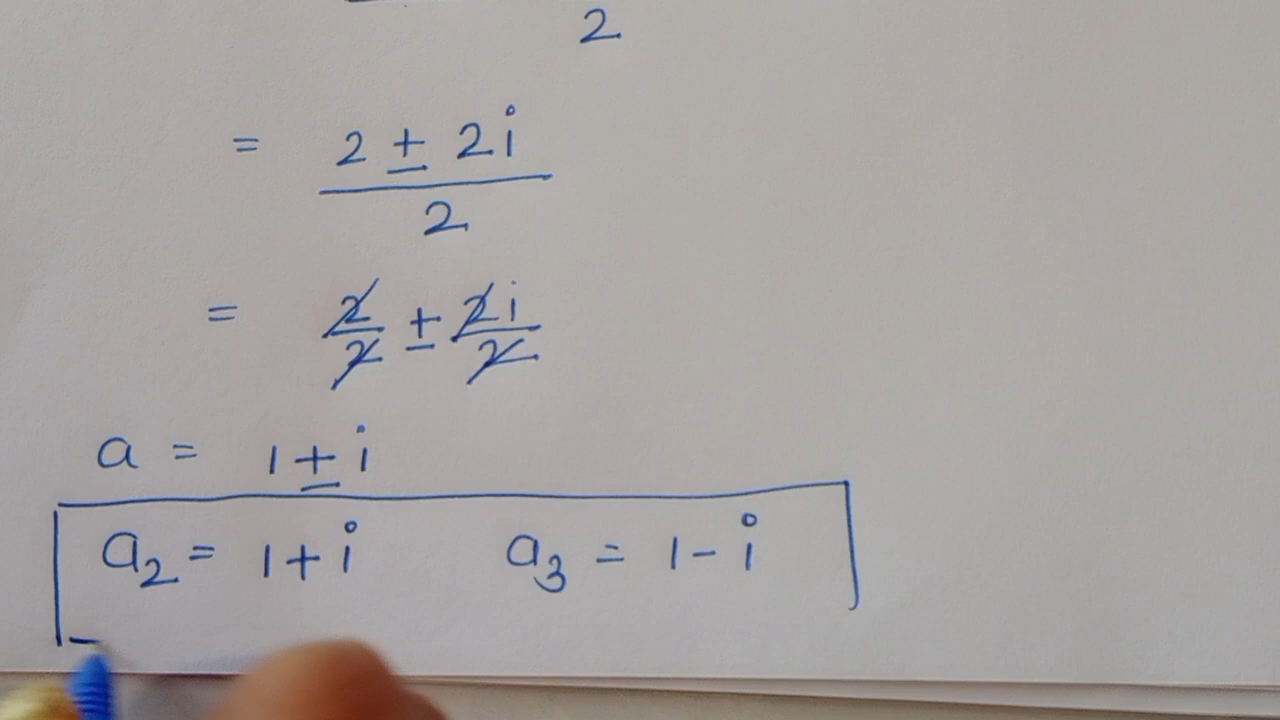 2
= 2 ± 2i
2
= 2/2 ± 2i/2
a = 1 ± i
a₂ = 1 + i a₃ = 1 - i